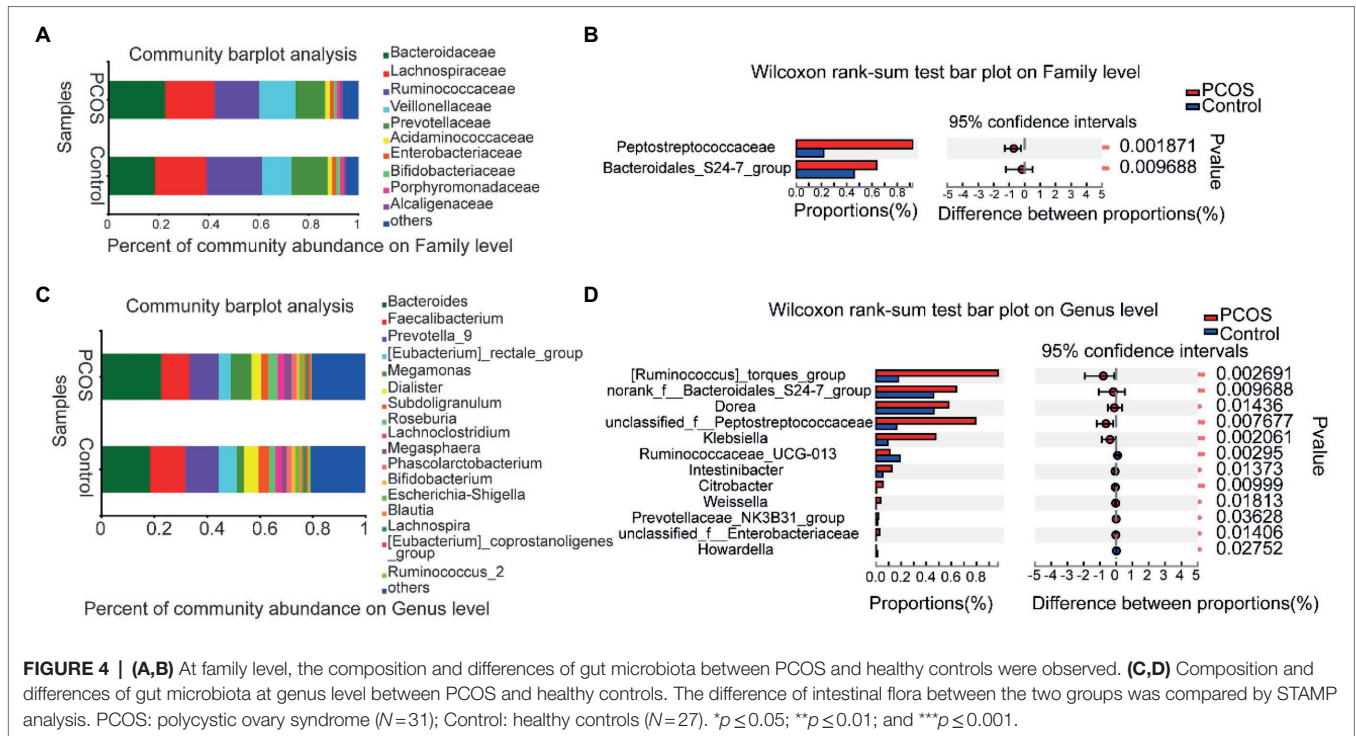 A
Community barplot analysis
Samples
PCOS
Control
0 0.2 0.4 0.6 0.8 1
Percent of community abundance on Family level
Bacteroidaceae
Lachnospiraceae
Ruminococcaceae
Veillonellaceae
Prevotellaceae
Acidaminococcaceae
Enterobacteriaceae
Bifidobacteriaceae
Porphyromonadaceae
Alcaligenaceae
others
B
Wilcoxon rank-sum test bar plot on Family level
PCOS
Control
95% confidence intervals
Peptostreptococcaceae
Bacteroidales_S24-7_group
0.0 0.2 0.4 0.6 0.8
Proportions(%)
-5 -4 -3 -2 -1 0 1 2 3 4 5
Difference between proportions(%)
** 0.001871
** 0.009688
Pvalue
C
Community barplot analysis
Samples
PCOS
Control
0 0.2 0.4 0.6 0.8 1
Percent of community abundance on Genus level
Bacteroides
Faecalibacterium
Prevotella_9
[Eubacterium]_rectale_group
Megamonas
Dialister
Subdoligranulum
Roseburia
Lachnoclostridium
Megasphaera
Phascolarctobacterium
Bifidobacterium
Escherichia-Shigella
Blautia
Lachnospira
[Eubacterium]_coprostanoligenes
_group
Ruminococcus_2
others
D
Wilcoxon rank-sum test bar plot on Genus level
PCOS
Control
95% confidence intervals
[Ruminococcus]_torques_group
norank_f__Bacteroidales_S24-7_group
Dorea
unclassified_f__Peptostreptococcaceae
Klebsiella
Ruminococcaceae_UCG-013
Intestinibacter
Citrobacter
Weissella
Prevotellaceae_NK3B31_group
unclassified_f__Enterobacteriaceae
Howardella
0.0 0.2 0.4 0.6 0.8
Proportions(%)
-5 -4 -3 -2 -1 0 1 2 3 4 5
Difference between proportions(%)
** 0.002691
** 0.009688
* 0.01436
** 0.007677
** 0.002061
** 0.00295
* 0.01373
** 0.00999
* 0.01813
* 0.03628
* 0.01406
* 0.02752
Pvalue
FIGURE 4 | (A,B) At family level, the composition and differences of gut microbiota between PCOS and healthy controls were observed. (C,D) Composition and
differences of gut microbiota at genus level between PCOS and healthy controls. The difference of intestinal flora between the two groups was compared by STAMP
analysis. PCOS: polycystic ovary syndrome (N=31); Control: healthy controls (N=27). *p ≤ 0.05; **p ≤ 0.01; and ***p ≤ 0.001.